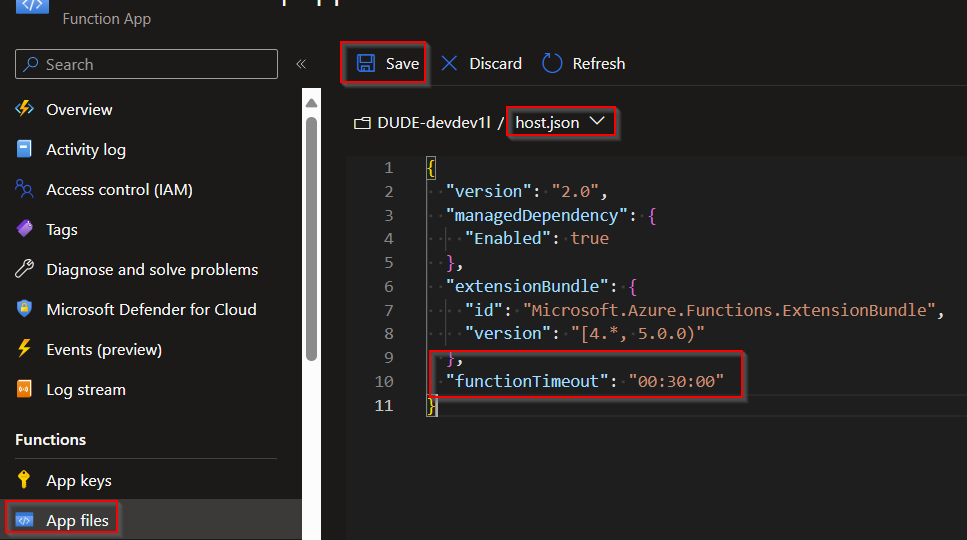 Function App
Search
Overview
Activity log
Access control (IAM)
Tags
Diagnose and solve problems
Microsoft Defender for Cloud
Events (preview)
Log stream
Functions
App keys
App files
Save Discard Refresh
DUDE-devdev1l / host.json
1 {
2 "version": "2.0",
3 "managedDependency": {
4 "Enabled": true
5 },
6 "extensionBundle": {
7 "id": "Microsoft.Azure.Functions.ExtensionBundle",
8 "version": "[4.*, 5.0.0)"
9 },
10 "functionTimeout": "00:30:00"
11 }